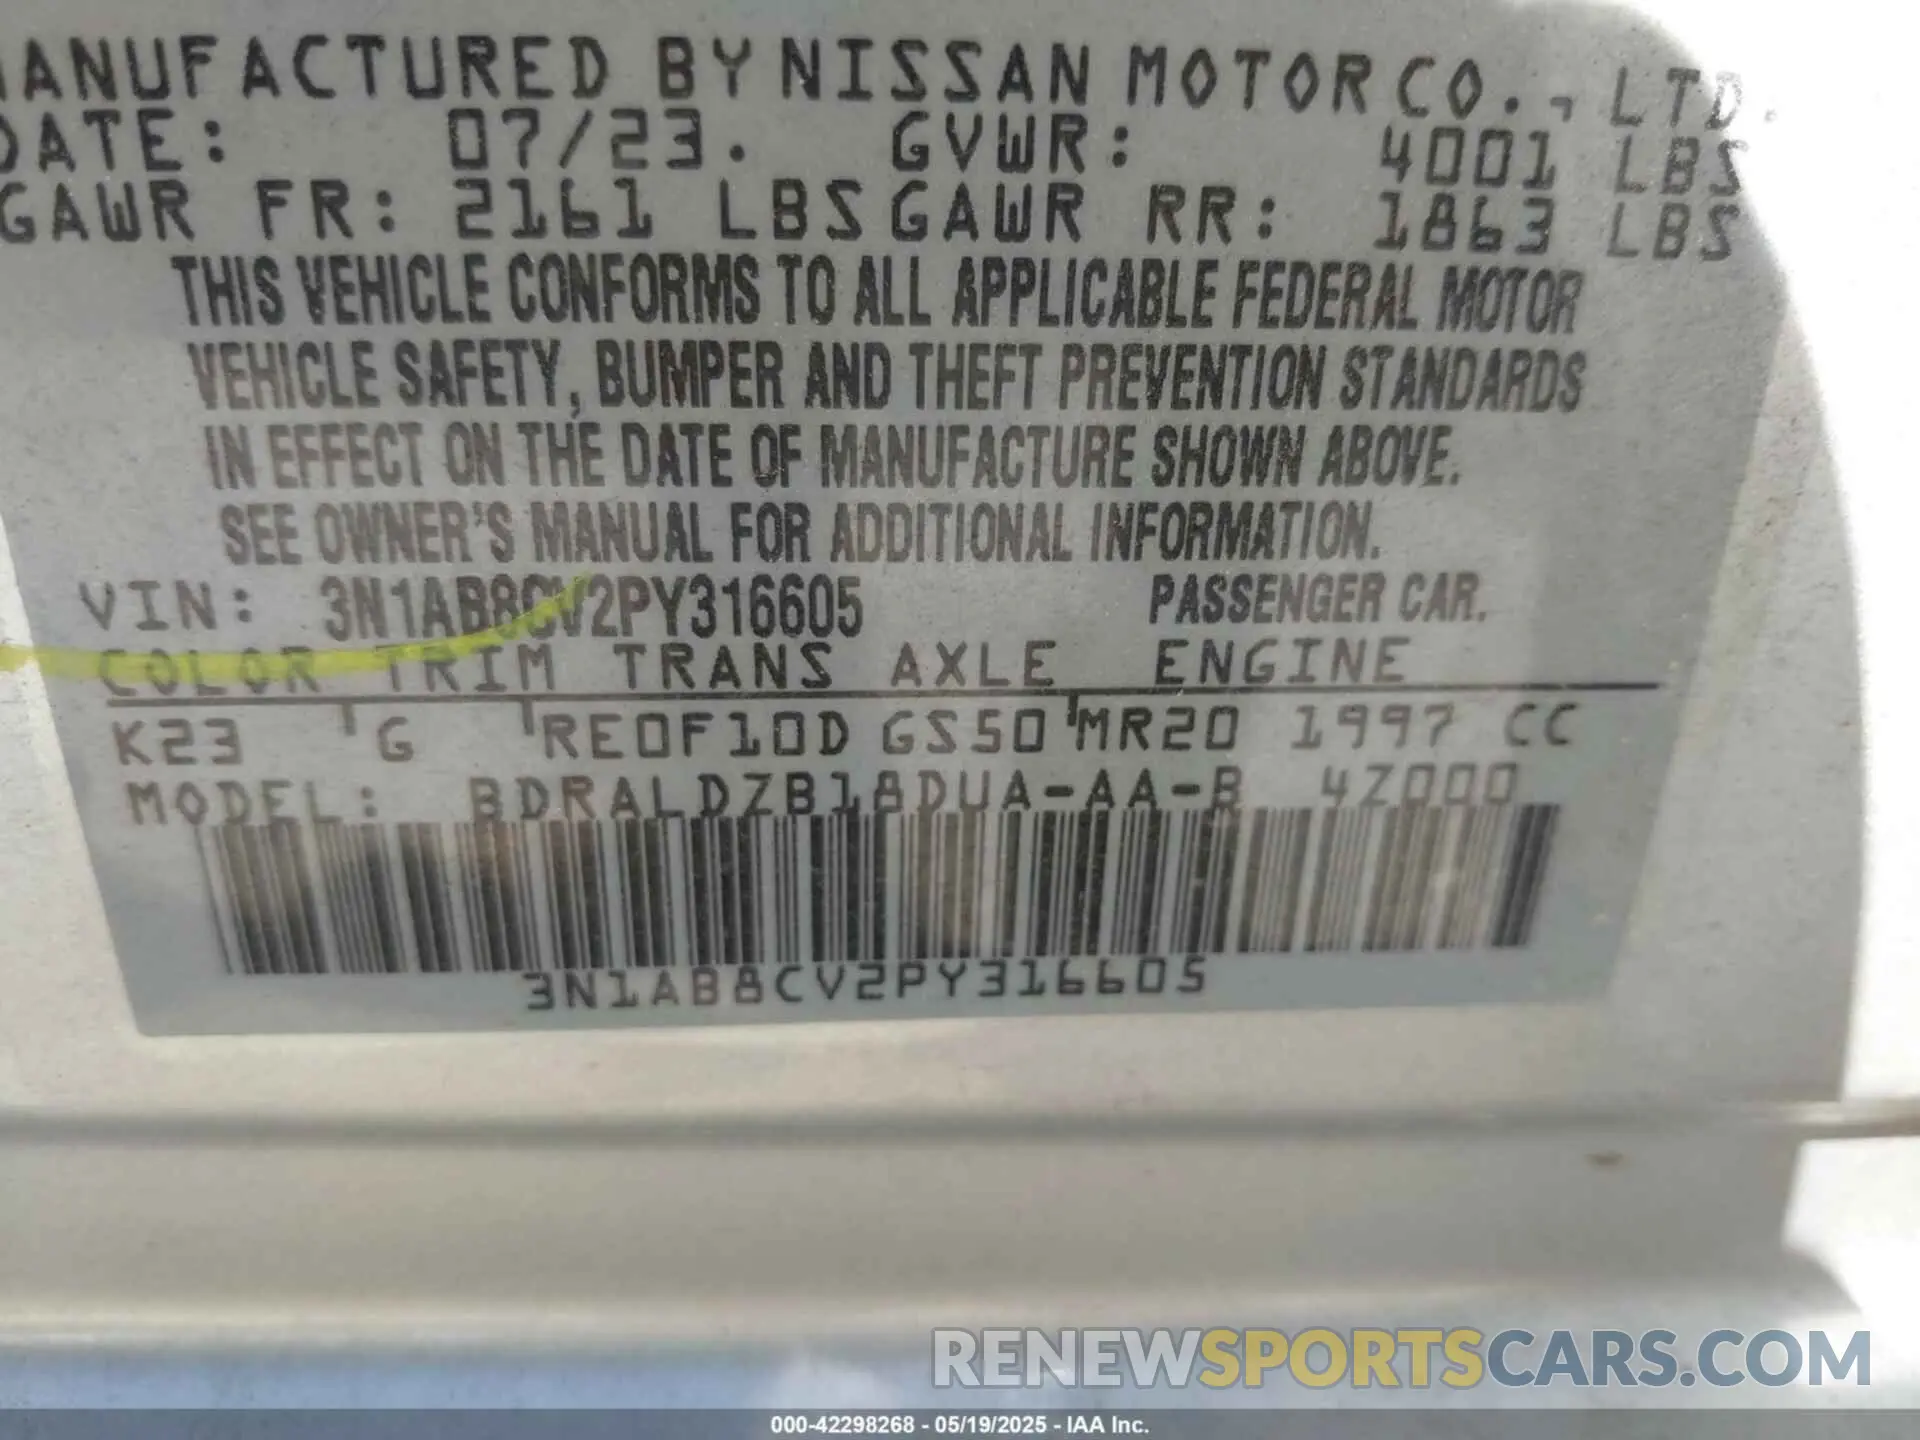 MANUFACTURED BY NISSAN MOTOR CO., LTD.
DATE: 07/23. GVWR: 4001 LBS
GAWR FR: 2161 LBS GAWR RR: 1863 LBS
THIS VEHICLE CONFORMS TO ALL APPLICABLE FEDERAL MOTOR
VEHICLE SAFETY, BUMPER AND THEFT PREVENTION STANDARDS
IN EFFECT ON THE DATE OF MANUFACTURE SHOWN ABOVE.
SEE OWNER'S MANUAL FOR ADDITIONAL INFORMATION.
VIN: 3N1AB8CV2PY316605 PASSENGER CAR.
COLOR TRIM TRANS AXLE ENGINE
K23 G RE0F10D GS50 MR20 1997 CC
MODEL: BDRALDZB18DUA-AA-B 4Z000
3N1AB8CV2PY316605
RENEWSPORTSCARS.COM
000-42298268 - 05/19/2025 - IAA Inc.